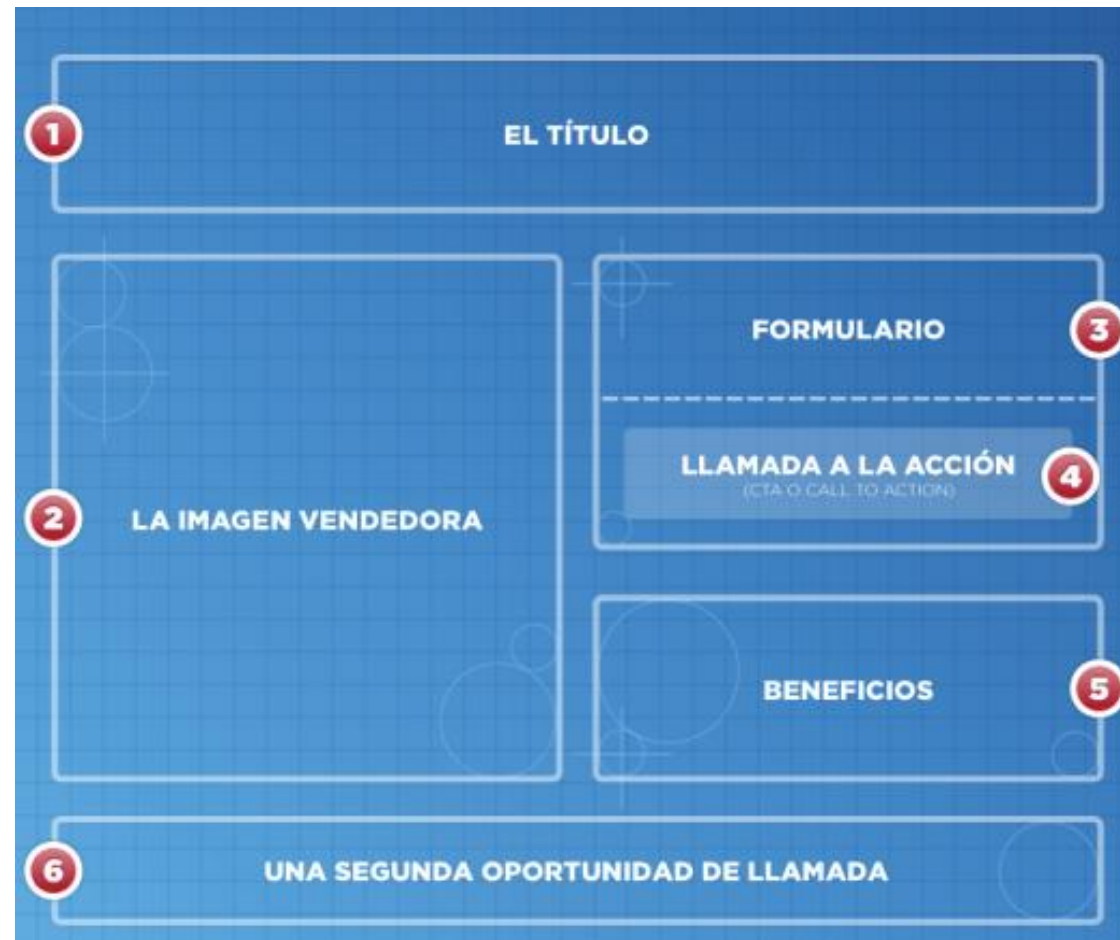 1
EL TÍTULO
2
LA IMAGEN VENDEDORA
FORMULARIO
3
LLAMADA A LA ACCIÓN
(CTA O CALL TO ACTION)
4
BENEFICIOS
5
6
UNA SEGUNDA OPORTUNIDAD DE LLAMADA